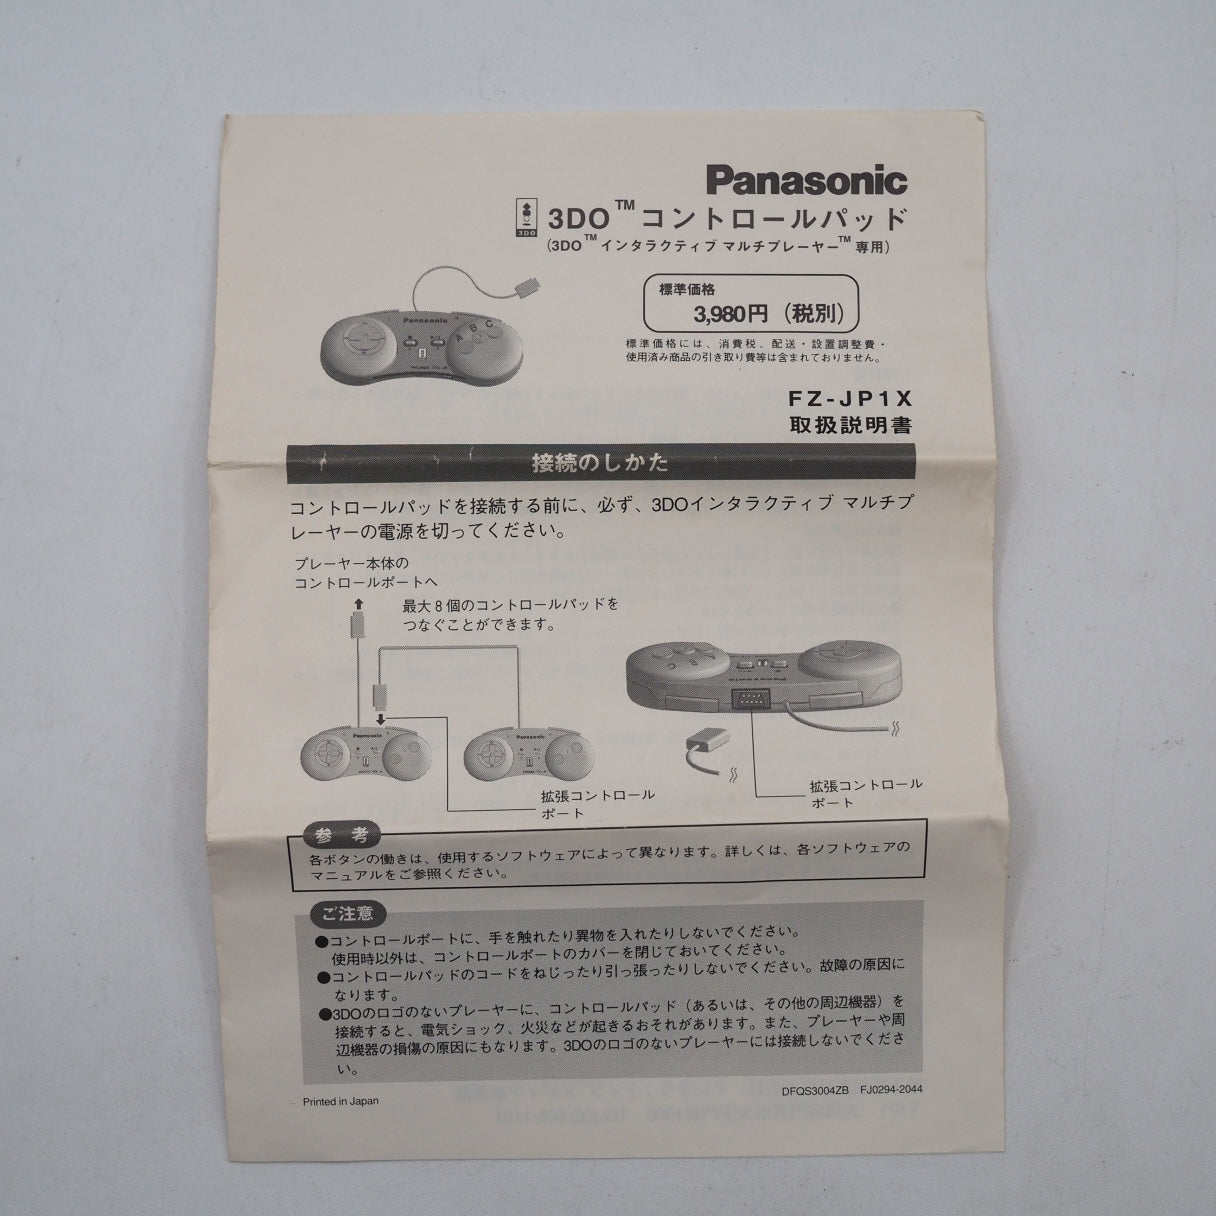 Panasonic
3DO
3DO™コントロールパッド
(3DO™インタラクティブ マルチプレーヤー™専用)
標準価格
3,980円(税別)
標準価格には、消費税、配送・設置調整費・
使用済み商品の引き取り費等は含まれておりません。
Panasonic
A B C
FZ-JP1X
取扱説明書
接続のしかた
コントロールパッドを接続する前に、必ず、3DOインタラクティブ マルチプ
レーヤーの電源を切ってください。
プレーヤー本体の
コントロールポートへ
最大8個のコントロールパッドを
つなぐことができます。
Panasonic
Panasonic
Panasonic
C B A
拡張コントロール
ポート
拡張コントロール
ポート
参考
各ボタンの働きは、使用するソフトウェアによって異なります。詳しくは、各ソフトウェアの
マニュアルをご参照ください。
ご注意
●コントロールポートに、手を触れたり異物を入れたりしないでください。
使用時以外は、コントロールポートのカバーを閉じておいてください。
●コントロールパッドのコードをねじったり引っ張ったりしないでください。故障の原因に
なります。
●3DOのロゴのないプレーヤーに、コントロールパッド(あるいは、その他の周辺機器)を
接続すると、電気ショック、火災などが起きるおそれがあります。また、プレーヤーや周
辺機器の損傷の原因にもなります。3DOのロゴのないプレーヤーには接続しないでくださ
い。
DFQS3004ZB FJ0294-2044
Printed in Japan